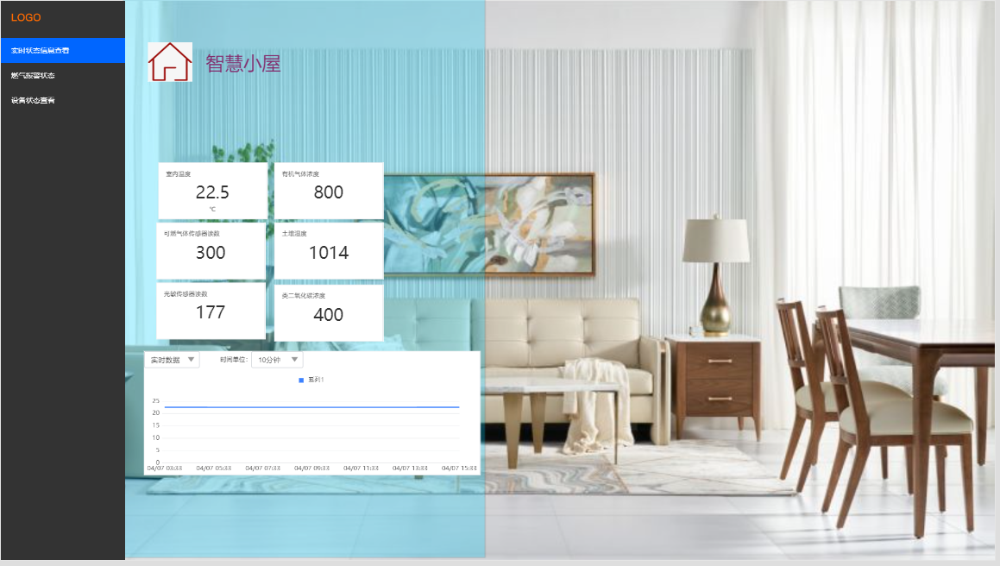 LOGO
实时状态信息查看
燃气报警状态
设备状态查看
智慧小屋
室内温度
22.5
℃
有机气体浓度
800
可燃气体传感器读数
300
土壤湿度
1014
光敏传感器读数
177
类二氧化碳浓度
400
实时数据 时间单位: 10分钟
系列1
25
20
15
10
5
0
04/07 03:33 04/07 05:33 04/07 07:33 04/07 09:33 04/07 11:33 04/07 13:33 04/07 15:33